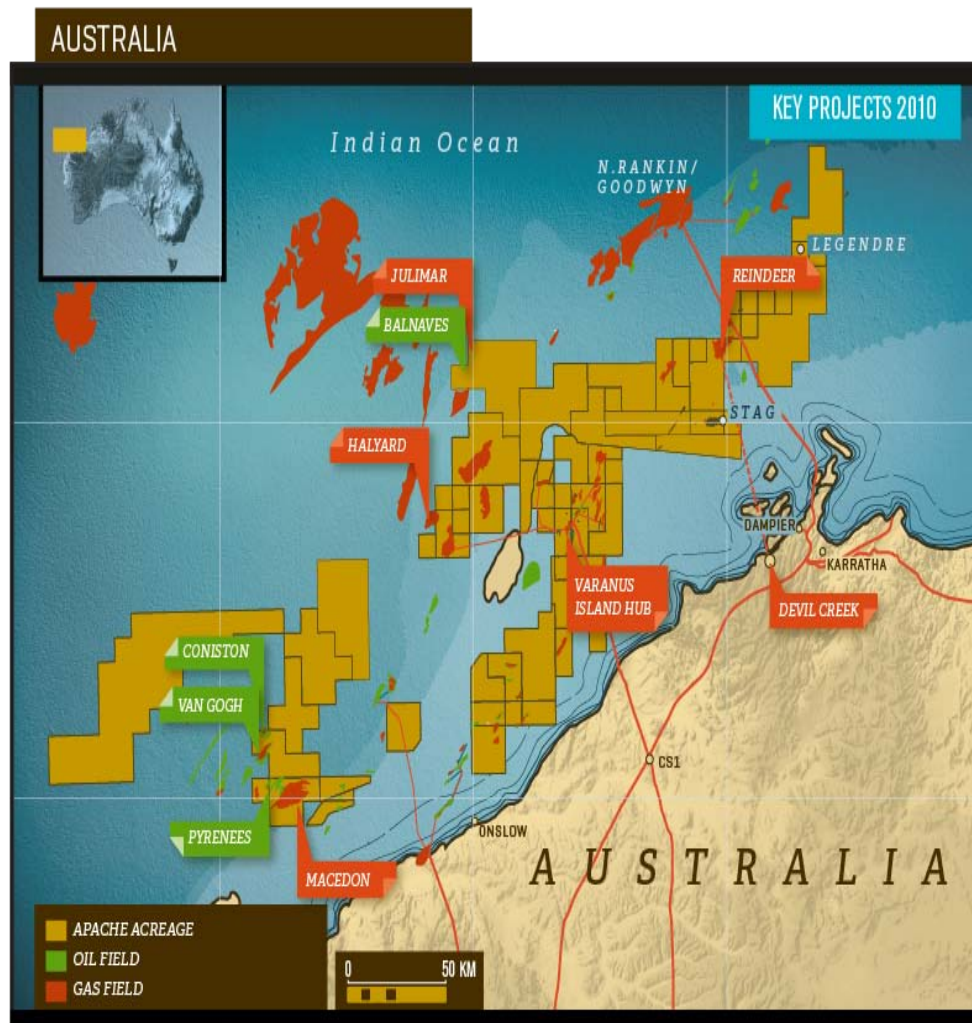 AUSTRALIA
KEY PROJECTS 2010
Indian Ocean
N.RANKIN/
GOODWYN
LEGENDRE
JULIMAR
REINDEER
BALNAVES
STAG
HALYARD
DAMPIER
KARRATHA
VARANUS
ISLAND HUB
DEVIL CREEK
CONISTON
VAN GOGH
CS1
ONSLOW
PYRENEES
MACEDON
AUSTRALIA
APACHE ACREAGE
OIL FIELD
GAS FIELD
0 50 KM